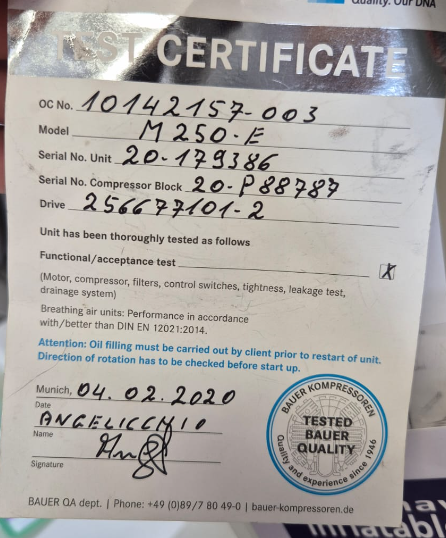 Quality. Our DNA
TEST CERTIFICATE
OC No. 10142157-003
Model M 250-E
Serial No. Unit 20-179386
Serial No. Compressor Block 20-P88787
Drive 256677101-2
Unit has been thoroughly tested as follows
Functional/acceptance test X
(Motor, compressor, filters, control switches, tightness, leakage test,
drainage system)
Breathing air units: Performance in accordance
with/better than DIN EN 12021:2014.
Attention: Oil filling must be carried out by client prior to restart of unit.
Direction of rotation has to be checked before start up.
Munich, 04.02.2020
Date
ANGELICCHIO
Name
Signature
BAUER KOMPRESSOREN
TESTED
BAUER
QUALITY
Quality and experience since 1946
BAUER QA dept. | Phone: +49 (0)89/7 80 49-0 | bauer-kompressoren.de